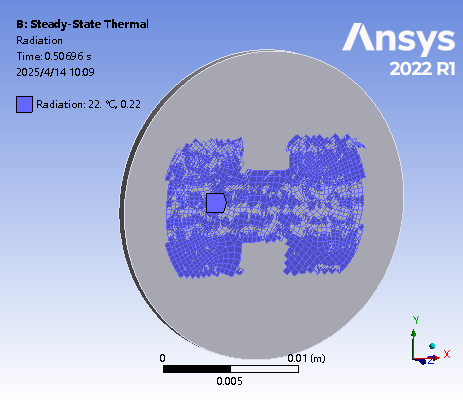 B: Steady-State Thermal
Radiation
Time: 0.50696 s
2025/4/14 10:09
Radiation: 22. °C, 0.22
Ansys
2022 R1
Y
X
Z
0
0.01 (m)
0.005